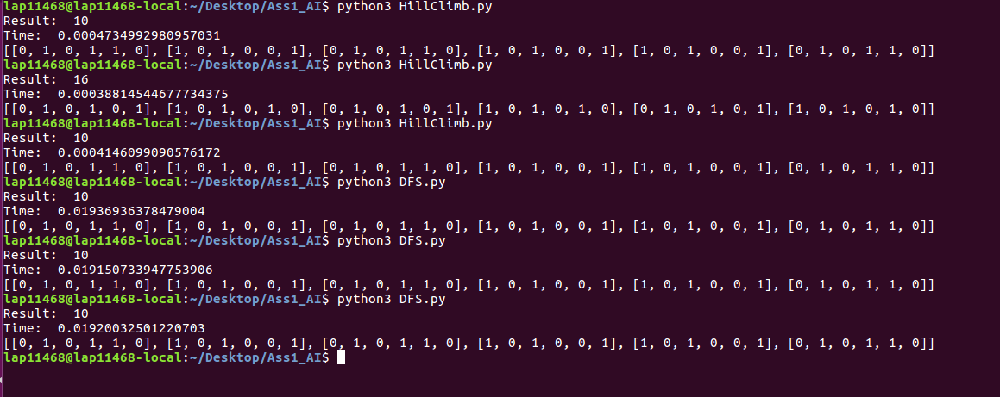 lap11468@lap11468-local:~/Desktop/Ass1_AI$ python3 HillClimb.py
Result:  10
Time:  0.0004734992980957031
[[0, 1, 0, 1, 1, 0], [1, 0, 1, 0, 0, 1], [0, 1, 0, 1, 1, 0], [1, 0, 1, 0, 0, 1], [1, 0, 1, 0, 0, 1], [0, 1, 0, 1, 1, 0]]
lap11468@lap11468-local:~/Desktop/Ass1_AI$ python3 HillClimb.py
Result:  16
Time:  0.00038814544677734375
[[0, 1, 0, 1, 0, 1], [1, 0, 1, 0, 1, 0], [0, 1, 0, 1, 0, 1], [1, 0, 1, 0, 1, 0], [0, 1, 0, 1, 0, 1], [1, 0, 1, 0, 1, 0]]
lap11468@lap11468-local:~/Desktop/Ass1_AI$ python3 HillClimb.py
Result:  10
Time:  0.0004146099090576172
[[0, 1, 0, 1, 1, 0], [1, 0, 1, 0, 0, 1], [0, 1, 0, 1, 1, 0], [1, 0, 1, 0, 0, 1], [1, 0, 1, 0, 0, 1], [0, 1, 0, 1, 1, 0]]
lap11468@lap11468-local:~/Desktop/Ass1_AI$ python3 DFS.py
Result:  10
Time:  0.01936936378479004
[[0, 1, 0, 1, 1, 0], [1, 0, 1, 0, 0, 1], [0, 1, 0, 1, 1, 0], [1, 0, 1, 0, 0, 1], [1, 0, 1, 0, 0, 1], [0, 1, 0, 1, 1, 0]]
lap11468@lap11468-local:~/Desktop/Ass1_AI$ python3 DFS.py
Result:  10
Time:  0.019150733947753906
[[0, 1, 0, 1, 1, 0], [1, 0, 1, 0, 0, 1], [0, 1, 0, 1, 1, 0], [1, 0, 1, 0, 0, 1], [1, 0, 1, 0, 0, 1], [0, 1, 0, 1, 1, 0]]
lap11468@lap11468-local:~/Desktop/Ass1_AI$ python3 DFS.py
Result:  10
Time:  0.01920032501220703
[[0, 1, 0, 1, 1, 0], [1, 0, 1, 0, 0, 1], [0, 1, 0, 1, 1, 0], [1, 0, 1, 0, 0, 1], [1, 0, 1, 0, 0, 1], [0, 1, 0, 1, 1, 0]]
lap11468@lap11468-local:~/Desktop/Ass1_AI$